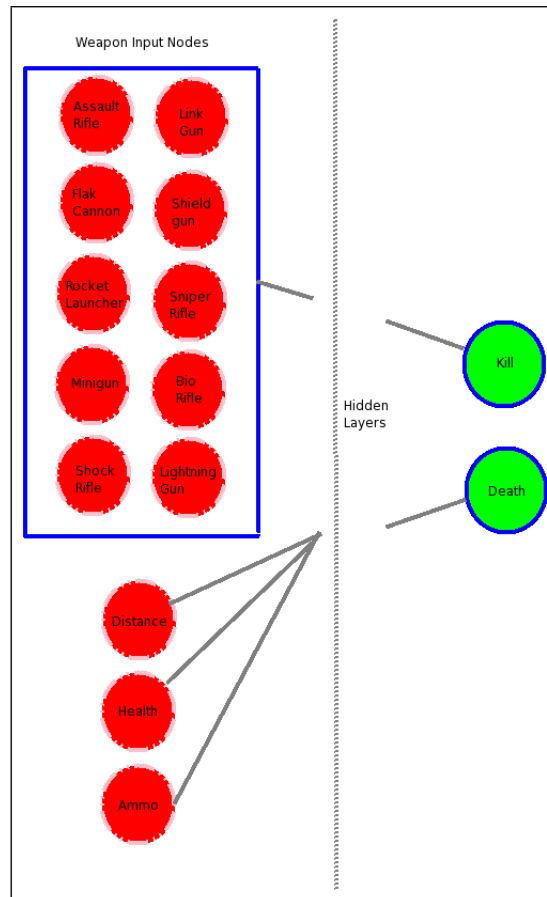 Weapon Input Nodes
Assault
Rifle
Link
Gun
Flak
Cannon
Shield
gun
Rocket
Launcher
Sniper
Rifle
Minigun
Bio
Rifle
Shock
Rifle
Lightning
Gun
Distance
Health
Ammo
Hidden
Layers
Kill
Death